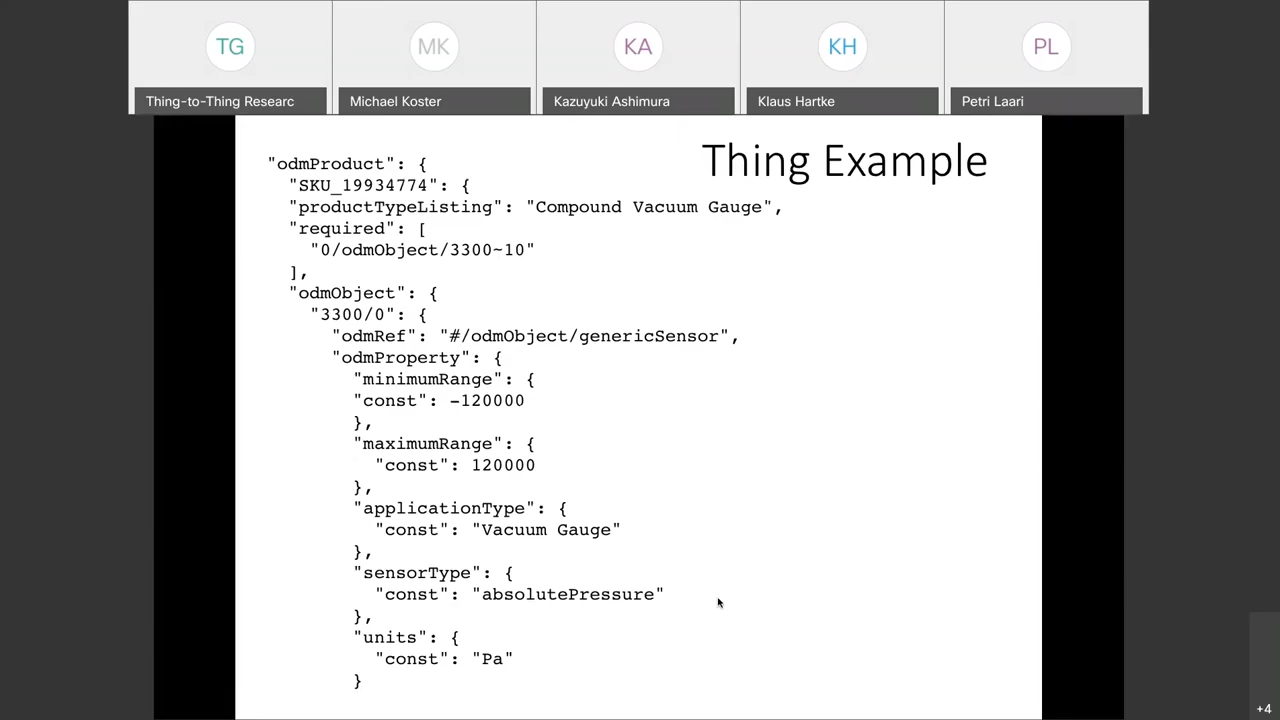 TG
MK
KA
KH
PL
Thing-to-Thing Researc
Michael Koster
Kazuyuki Ashimura
Klaus Hartke
Petri Laari
Thing Example
"odmProduct": {
"SKU_19934774": {
"productTypeListing": "Compound Vacuum Gauge",
"required": [
"0/odmObject/3300~10"
],
"odmObject": {
"3300/0": {
"odmRef": "#/odmObject/genericSensor",
"odmProperty": {
"minimumRange": {
"const": -120000
},
"maximumRange": {
"const": 120000
},
"applicationType": {
"const": "Vacuum Gauge"
},
"sensorType": {
"const": "absolutePressure"
},
"units": {
"const": "Pa"
}
+4